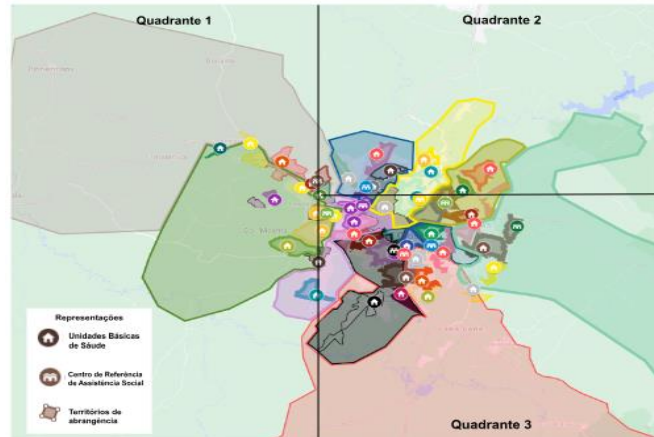 Quadrante 1
Quadrante 2
Quadrante 3
Representações
Unidades Básicas
de Sáude
Centro de Referência
de Assistência Social
Territórios de
abrangência